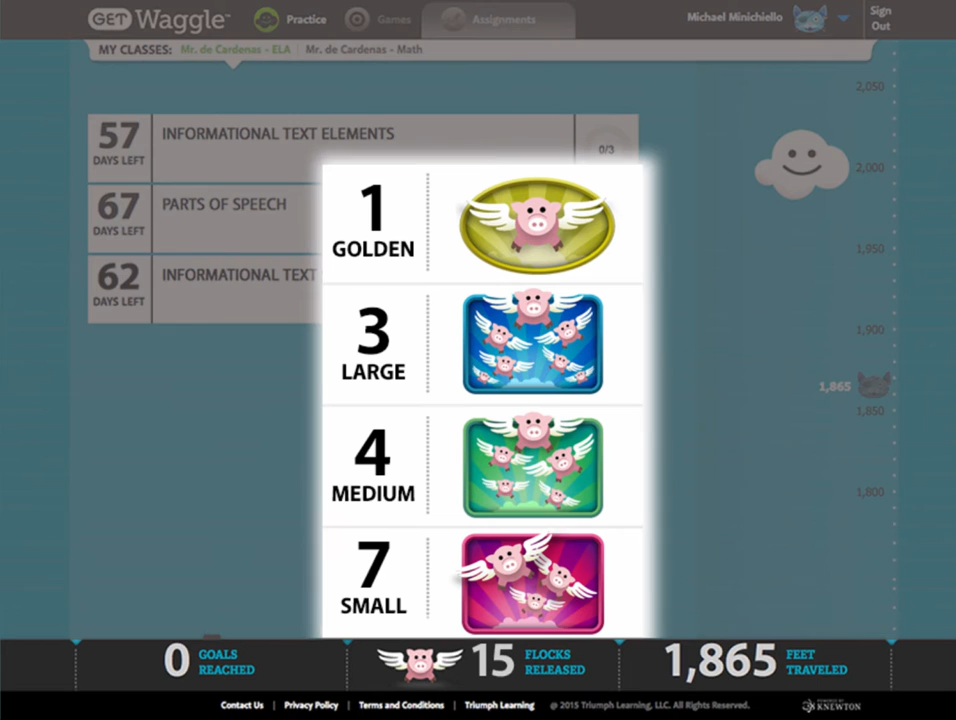 GET Waggle™ Practice Games Assignments Michael Minichiello Sign Out
MY CLASSES: Mr. de Cardenas - ELA | Mr. de Cardenas - Math
57 DAYS LEFT INFORMATIONAL TEXT ELEMENTS 0/3
67 DAYS LEFT PARTS OF SPEECH
62 DAYS LEFT INFORMATIONAL TEXT
1
GOLDEN
3
LARGE
4
MEDIUM
7
SMALL
2,050
2,000
1,950
1,900
1,865
1,850
1,800
0 GOALS REACHED
15 FLOCKS RELEASED
1,865 FEET TRAVELED
Contact Us | Privacy Policy | Terms and Conditions | Triumph Learning | @ 2015 Triumph Learning, LLC. All Rights Reserved. POWERED BY KNEWTON